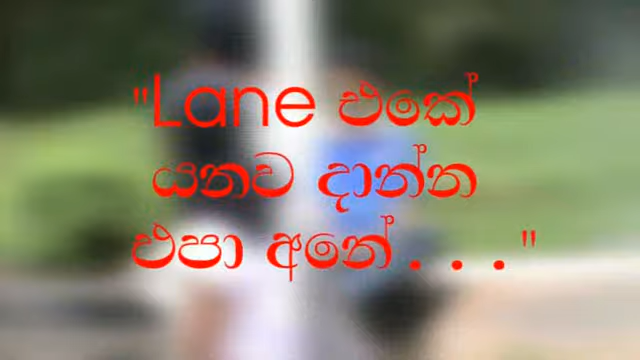 "Lane එකේ
යනව දාන්න
එපා අනේ . . . "